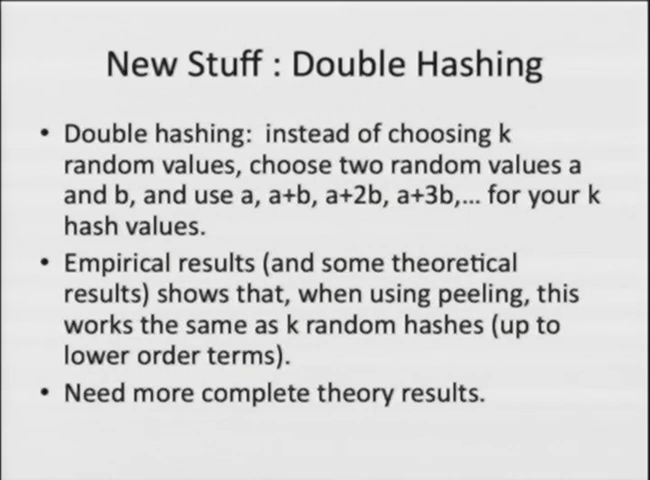 New Stuff : Double Hashing
• Double hashing: instead of choosing k
random values, choose two random values a
and b, and use a, a+b, a+2b, a+3b,... for your k
hash values.
• Empirical results (and some theoretical
results) shows that, when using peeling, this
works the same as k random hashes (up to
lower order terms).
• Need more complete theory results.